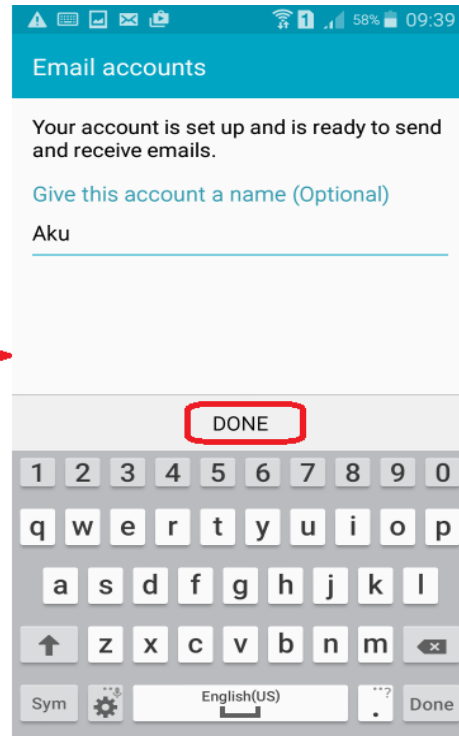 1 58% 09:39
Email accounts
Your account is set up and is ready to send
and receive emails.
Give this account a name (Optional)
Aku
DONE
1 2 3 4 5 6 7 8 9 0
q w e r t y u i o p
a s d f g h j k l
z x c v b n m
Sym English(US) . ? Done